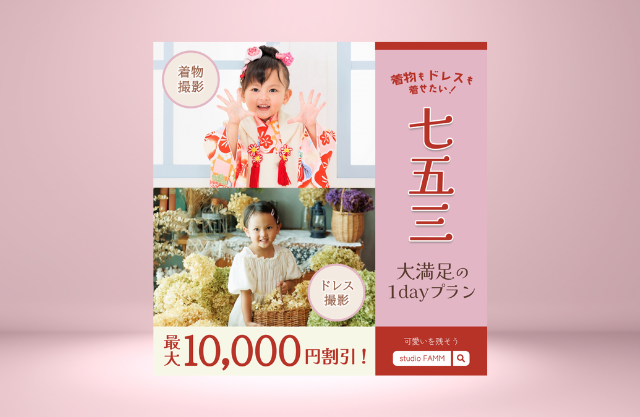 着物
撮影
着物もドレスも
着せたい！
七五三
大満足の
1dayプラン
ドレス
撮影
最大10,000円割引！
可愛いを残そう
studio FAMM